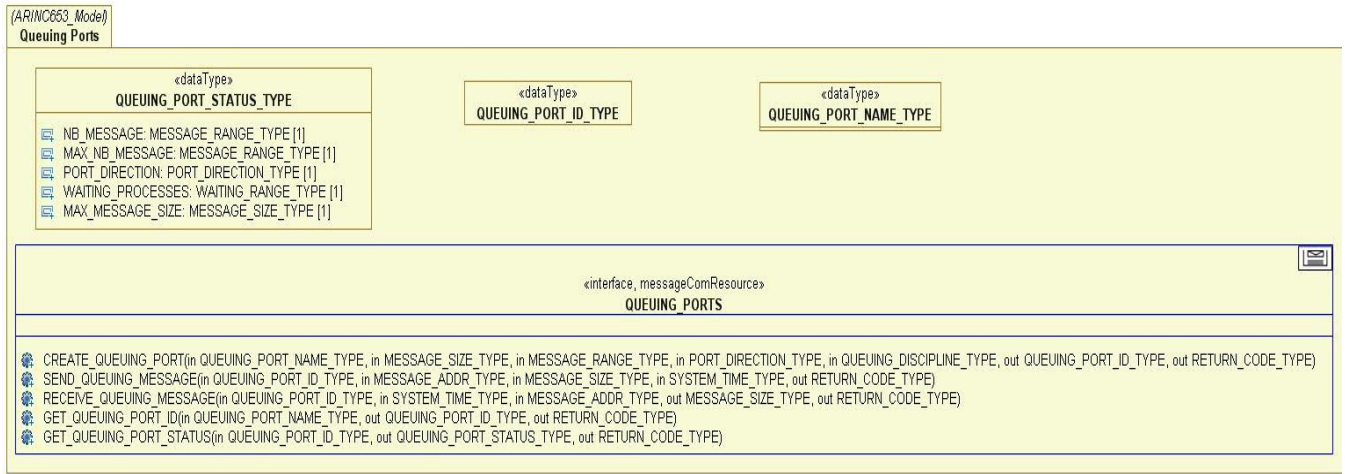 (ARINC653_Model)
Queuing Ports
«dataType»
QUEUING_PORT_STATUS_TYPE
NB_MESSAGE: MESSAGE_RANGE_TYPE [1]
MAX_NB_MESSAGE: MESSAGE_RANGE_TYPE [1]
PORT_DIRECTION: PORT_DIRECTION_TYPE [1]
WAITING_PROCESSES: WAITING_RANGE_TYPE [1]
MAX_MESSAGE_SIZE: MESSAGE_SIZE_TYPE [1]
«dataType»
QUEUING_PORT_ID_TYPE
«dataType»
QUEUING_PORT_NAME_TYPE
«interface, messageComResource»
QUEUING_PORTS
CREATE_QUEUING_PORT(in QUEUING_PORT_NAME_TYPE, in MESSAGE_SIZE_TYPE, in MESSAGE_RANGE_TYPE, in PORT_DIRECTION_TYPE, in QUEUING_DISCIPLINE_TYPE, out QUEUING_PORT_ID_TYPE, out RETURN_CODE_TYPE)
SEND_QUEUING_MESSAGE(in QUEUING_PORT_ID_TYPE, in MESSAGE_ADDR_TYPE, in MESSAGE_SIZE_TYPE, in SYSTEM_TIME_TYPE, out RETURN_CODE_TYPE)
RECEIVE_QUEUING_MESSAGE(in QUEUING_PORT_ID_TYPE, in SYSTEM_TIME_TYPE, in MESSAGE_ADDR_TYPE, out MESSAGE_SIZE_TYPE, out RETURN_CODE_TYPE)
GET_QUEUING_PORT_ID(in QUEUING_PORT_NAME_TYPE, out QUEUING_PORT_ID_TYPE, out RETURN_CODE_TYPE)
GET_QUEUING_PORT_STATUS(in QUEUING_PORT_ID_TYPE, out QUEUING_PORT_STATUS_TYPE, out RETURN_CODE_TYPE)